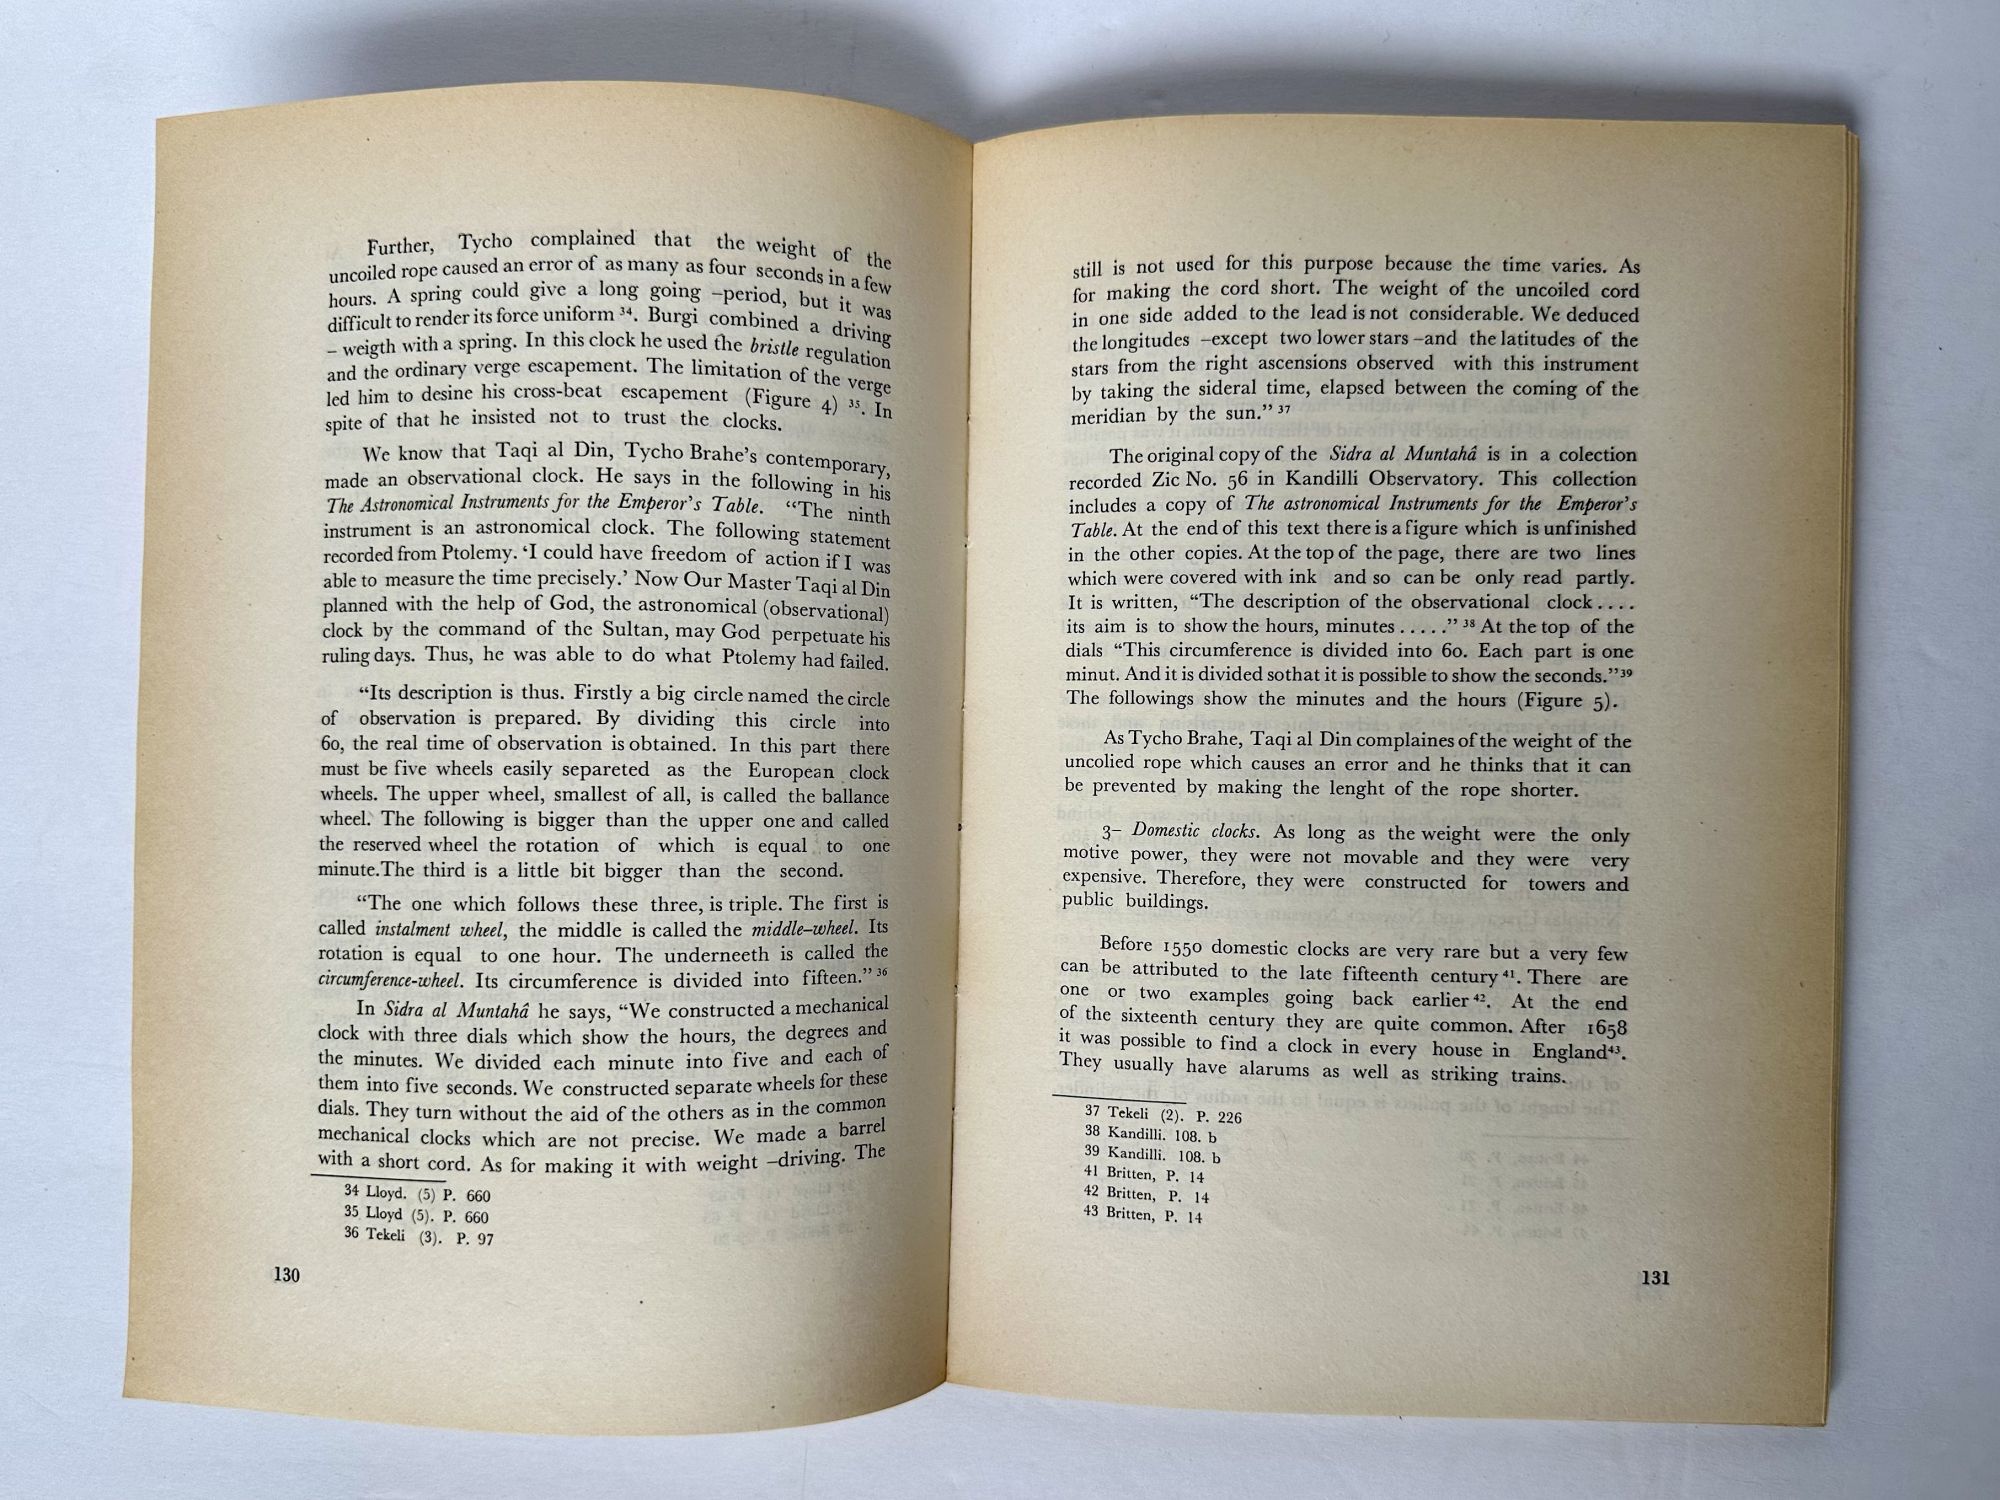 Further, Tycho complained that the weight of the
uncoiled rope caused an error of as many as four seconds in a few
hours. A spring could give a long going –period, but it was
difficult to render its force uniform ³⁴. Burgi combined a driving
– weigth with a spring. In this clock he used the bristle regulation
and the ordinary verge escapement. The limitation of the verge
led him to desine his cross-beat escapement (Figure 4) ³⁵. In
spite of that he insisted not to trust the clocks.
We know that Taqi al Din, Tycho Brahe's contemporary,
made an observational clock. He says in the following in his
The Astronomical Instruments for the Emperor's Table. “The ninth
instrument is an astronomical clock. The following statement
recorded from Ptolemy. ‘I could have freedom of action if I was
able to measure the time precisely.’ Now Our Master Taqi al Din
planned with the help of God, the astronomical (observational)
clock by the command of the Sultan, may God perpetuate his
ruling days. Thus, he was able to do what Ptolemy had failed.
“Its description is thus. Firstly a big circle named the circle
of observation is prepared. By dividing this circle into
60, the real time of observation is obtained. In this part there
must be five wheels easily separeted as the European clock
wheels. The upper wheel, smallest of all, is called the ballance
wheel. The following is bigger than the upper one and called
the reserved wheel the rotation of which is equal to one
minute.The third is a little bit bigger than the second.
“The one which follows these three, is triple. The first is
called instalment wheel, the middle is called the middle–wheel. Its
rotation is equal to one hour. The underneeth is called the
circumference-wheel. Its circumference is divided into fifteen.” ³⁶
In Sidra al Muntahâ he says, “We constructed a mechanical
clock with three dials which show the hours, the degrees and
the minutes. We divided each minute into five and each of
them into five seconds. We constructed separate wheels for these
dials. They turn without the aid of the others as in the common
mechanical clocks which are not precise. We made a barrel
with a short cord. As for making it with weight –driving. The
34 Lloyd. (5) P. 660
35 Lloyd (5). P. 660
36 Tekeli (3). P. 97
130
still is not used for this purpose because the time varies. As
for making the cord short. The weight of the uncoiled cord
in one side added to the lead is not considerable. We deduced
the longitudes –except two lower stars –and the latitudes of the
stars from the right ascensions observed with this instrument
by taking the sideral time, elapsed between the coming of the
meridian by the sun.” ³⁷
The original copy of the Sidra al Muntahâ is in a colection
recorded Zic No. 56 in Kandilli Observatory. This collection
includes a copy of The astronomical Instruments for the Emperor's
Table. At the end of this text there is a figure which is unfinished
in the other copies. At the top of the page, there are two lines
which were covered with ink and so can be only read partly.
It is written, “The description of the observational clock....
its aim is to show the hours, minutes.....” ³⁸ At the top of the
dials “This circumference is divided into 60. Each part is one
minut. And it is divided sothat it is possible to show the seconds.”³⁹
The followings show the minutes and the hours (Figure 5).
As Tycho Brahe, Taqi al Din complaines of the weight of the
uncolied rope which causes an error and he thinks that it can
be prevented by making the lenght of the rope shorter.
3– Domestic clocks. As long as the weight were the only
motive power, they were not movable and they were very
expensive. Therefore, they were constructed for towers and
public buildings.
Before 1550 domestic clocks are very rare but a very few
can be attributed to the late fifteenth century ⁴¹. There are
one or two examples going back earlier ⁴². At the end
of the sixteenth century they are quite common. After 1658
it was possible to find a clock in every house in England⁴³.
They usually have alarums as well as striking trains.
37 Tekeli (2). P. 226
38 Kandilli. 108. b
39 Kandilli. 108. b
41 Britten, P. 14
42 Britten, P. 14
43 Britten, P. 14
131